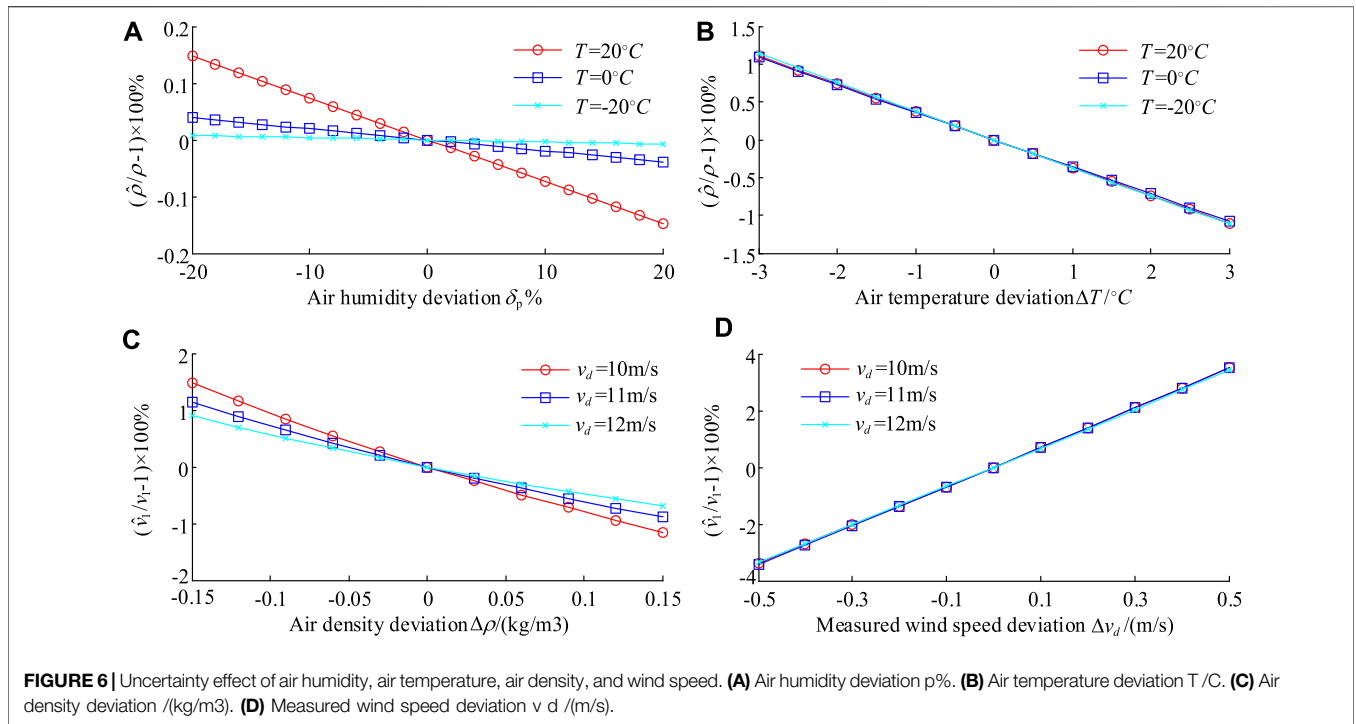 A
0.2
0.1
0
-0.1
-0.2
-20
-10
0
10
20
(ρ̂/ρ-1)×100%
Air humidity deviation δp%
T=20°C
T=0°C
T=-20°C
B
1.5
1
0.5
0
-0.5
-1
-1.5
-3
-2
-1
0
1
2
3
(ρ̂/ρ-1)×100%
Air temperature deviationΔT/°C
T=20°C
T=0°C
T=-20°C
C
2
1
0
-1
-2
-0.15
-0.1
-0.05
0
0.05
0.1
0.15
(v̂1/v1-1)×100%
Air density deviation Δρ/(kg/m3)
vd=10m/s
vd=11m/s
vd=12m/s
D
4
2
0
-2
-4
-0.5
-0.3
-0.1
0.1
0.3
0.5
(v̂1/v1-1)×100%
Measured wind speed deviation Δvd/(m/s)
vd=10m/s
vd=11m/s
vd=12m/s
FIGURE 6 | Uncertainty effect of air humidity, air temperature, air density, and wind speed. (A) Air humidity deviation p%. (B) Air temperature deviation T /C. (C) Air
density deviation /(kg/m3). (D) Measured wind speed deviation v d /(m/s).